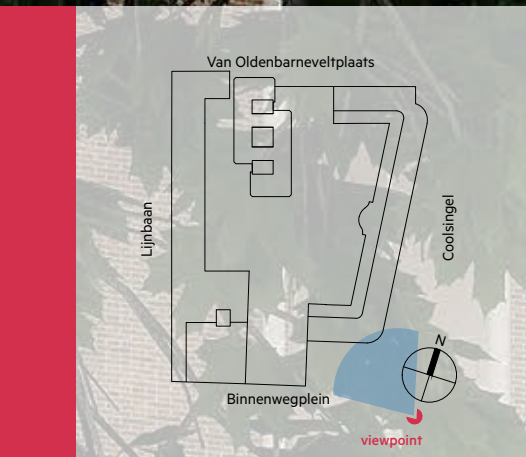 Van Oldenbarneveltplaats
Lijnbaan
Coolsingel
N
Binnenwegplein
viewpoint